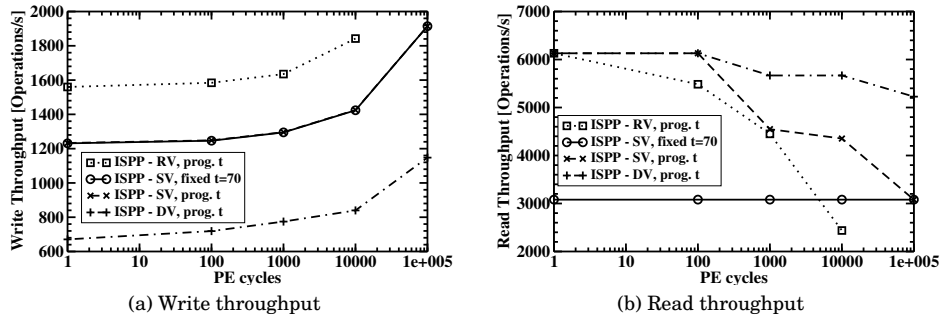 2000
1800
1600
1400
1200
1000
800
600
Write Throughput [Operations/s]
ISPP - RV, prog. t
ISPP - SV, fixed t=70
ISPP - SV, prog. t
ISPP - DV, prog. t
1 10 100 1000 10000 1e+005
PE cycles
(a) Write throughput
7000
6000
5000
4000
3000
2000
Read Throughput [Operations/s]
ISPP - RV, prog. t
ISPP - SV, fixed t=70
ISPP - SV, prog. t
ISPP - DV, prog. t
1 10 100 1000 10000 1e+005
PE cycles
(b) Read throughput